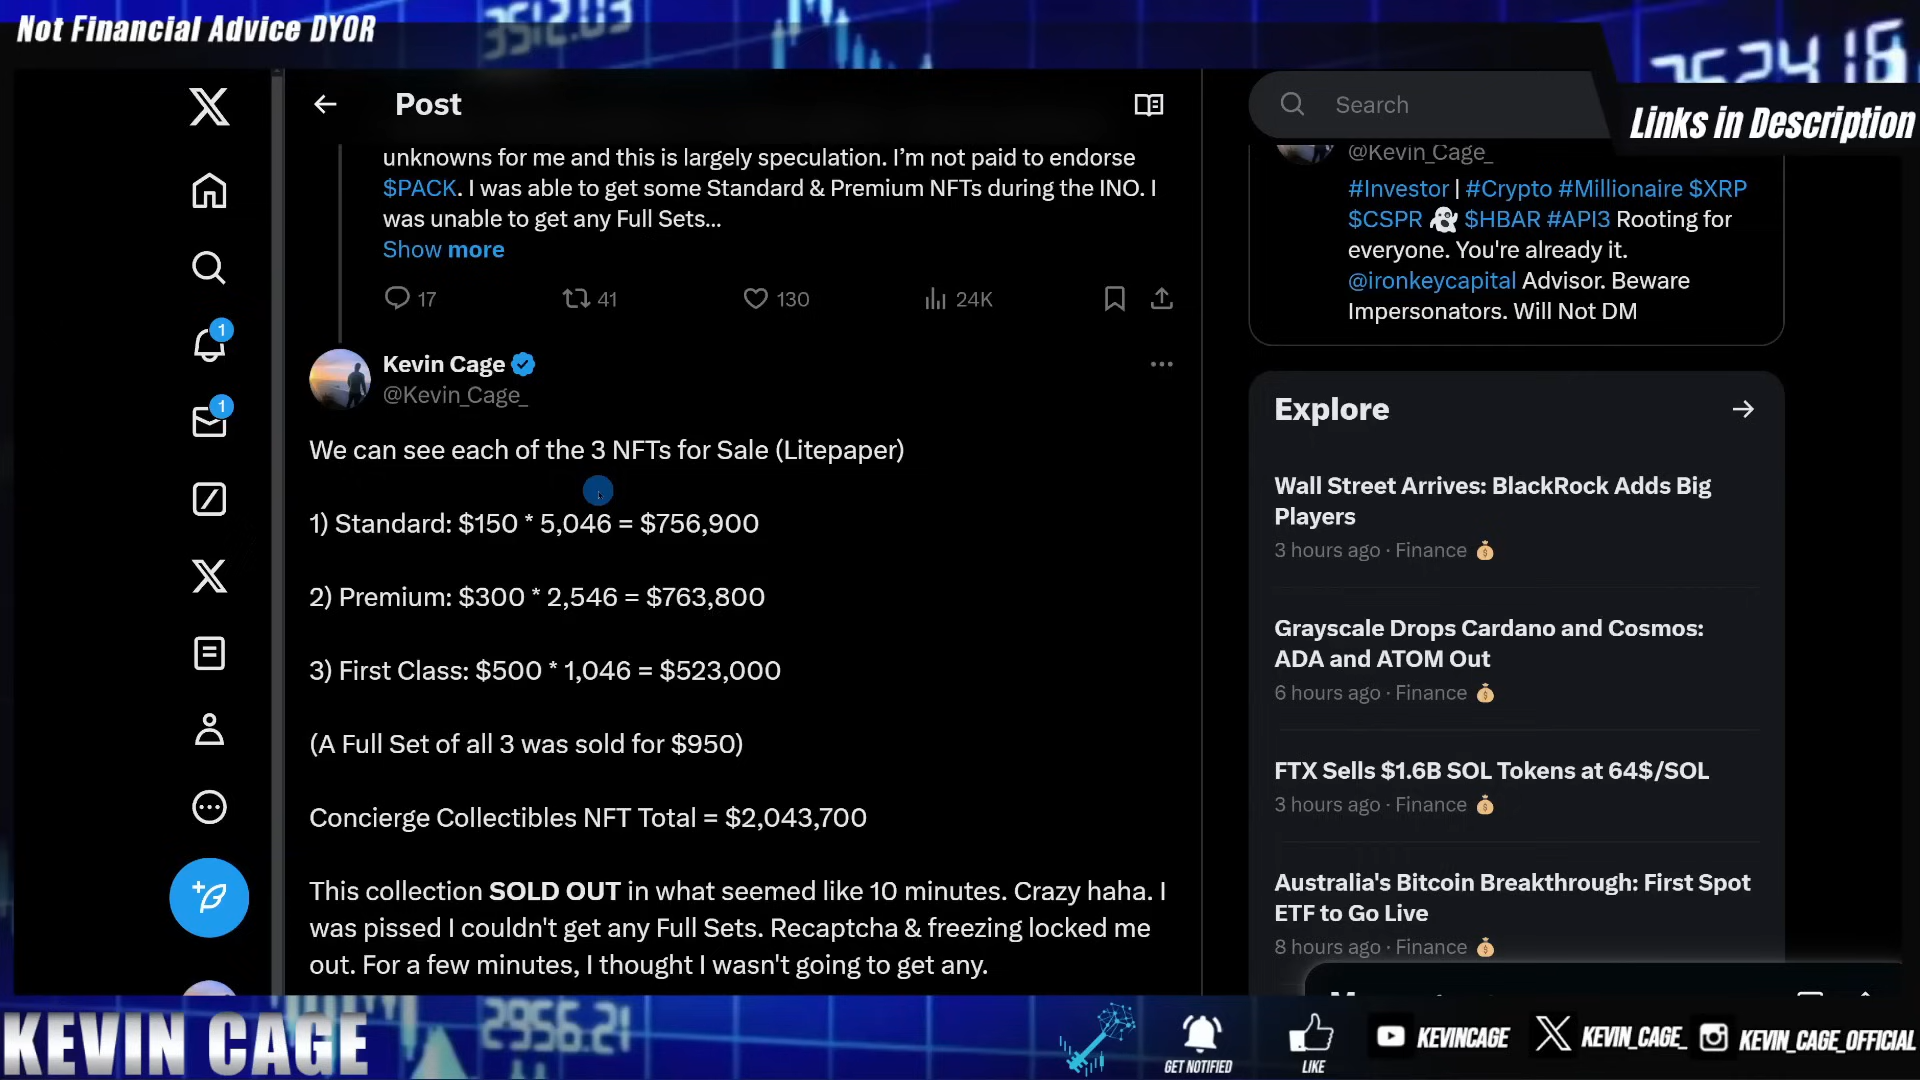 Not Financial Advice DYOR
3512.03
7524.16
Links in Description
Post
Search
unknowns for me and this is largely speculation. I'm not paid to endorse
$PACK. I was able to get some Standard & Premium NFTs during the INO. I
was unable to get any Full Sets...
Show more
17
41
130
24K
Kevin Cage
@Kevin_Cage_
We can see each of the 3 NFTs for Sale (Litepaper)
1) Standard: $150 * 5,046 = $756,900
2) Premium: $300 * 2,546 = $763,800
3) First Class: $500 * 1,046 = $523,000
(A Full Set of all 3 was sold for $950)
Concierge Collectibles NFT Total = $2,043,700
This collection SOLD OUT in what seemed like 10 minutes. Crazy haha. I
was pissed I couldn't get any Full Sets. Recaptcha & freezing locked me
out. For a few minutes, I thought I wasn't going to get any.
1
1
@Kevin_Cage_
#Investor | #Crypto #Millionaire $XRP
$CSPR 👻 $HBAR #API3 Rooting for
everyone. You're already it.
@ironkeycapital Advisor. Beware
Impersonators. Will Not DM
Explore
Wall Street Arrives: BlackRock Adds Big
Players
3 hours ago · Finance 💰
Grayscale Drops Cardano and Cosmos:
ADA and ATOM Out
6 hours ago · Finance 💰
FTX Sells $1.6B SOL Tokens at 64$/SOL
3 hours ago · Finance 💰
Australia's Bitcoin Breakthrough: First Spot
ETF to Go Live
8 hours ago · Finance 💰
KEVIN CAGE
2956.21
GET NOTIFIED
LIKE
KEVINCAGE
KEVIN_CAGE_
KEVIN_CAGE_OFFICIAL